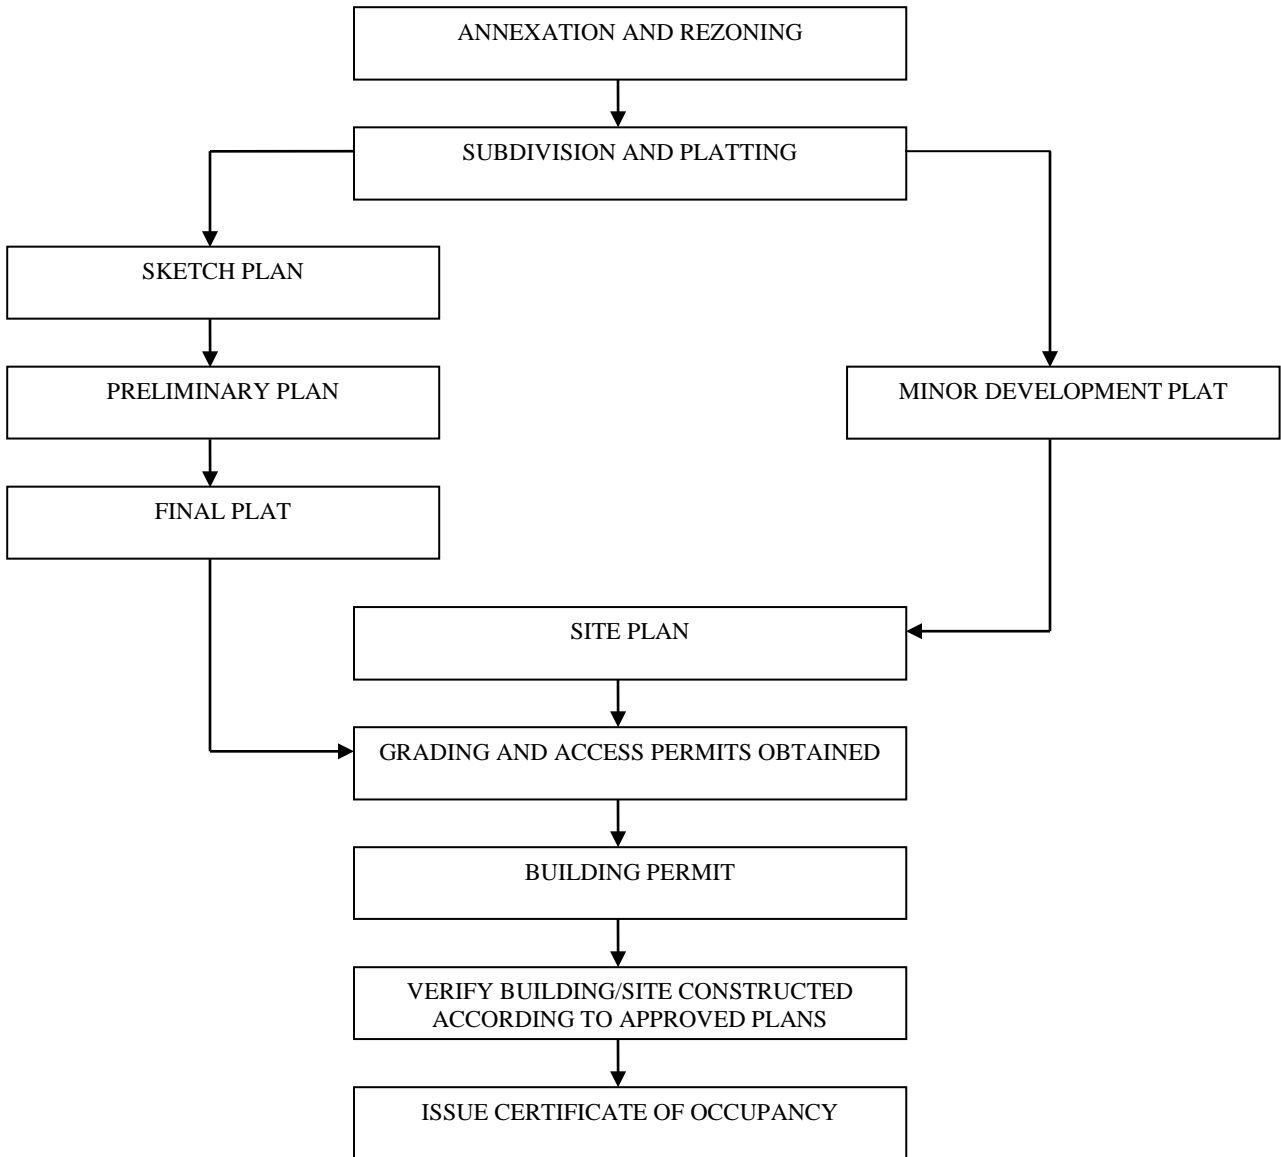 ANNEXATION AND REZONING
SUBDIVISION AND PLATTING
SKETCH PLAN
PRELIMINARY PLAN
MINOR DEVELOPMENT PLAT
FINAL PLAT
SITE PLAN
GRADING AND ACCESS PERMITS OBTAINED
BUILDING PERMIT
VERIFY BUILDING/SITE CONSTRUCTED
ACCORDING TO APPROVED PLANS
ISSUE CERTIFICATE OF OCCUPANCY